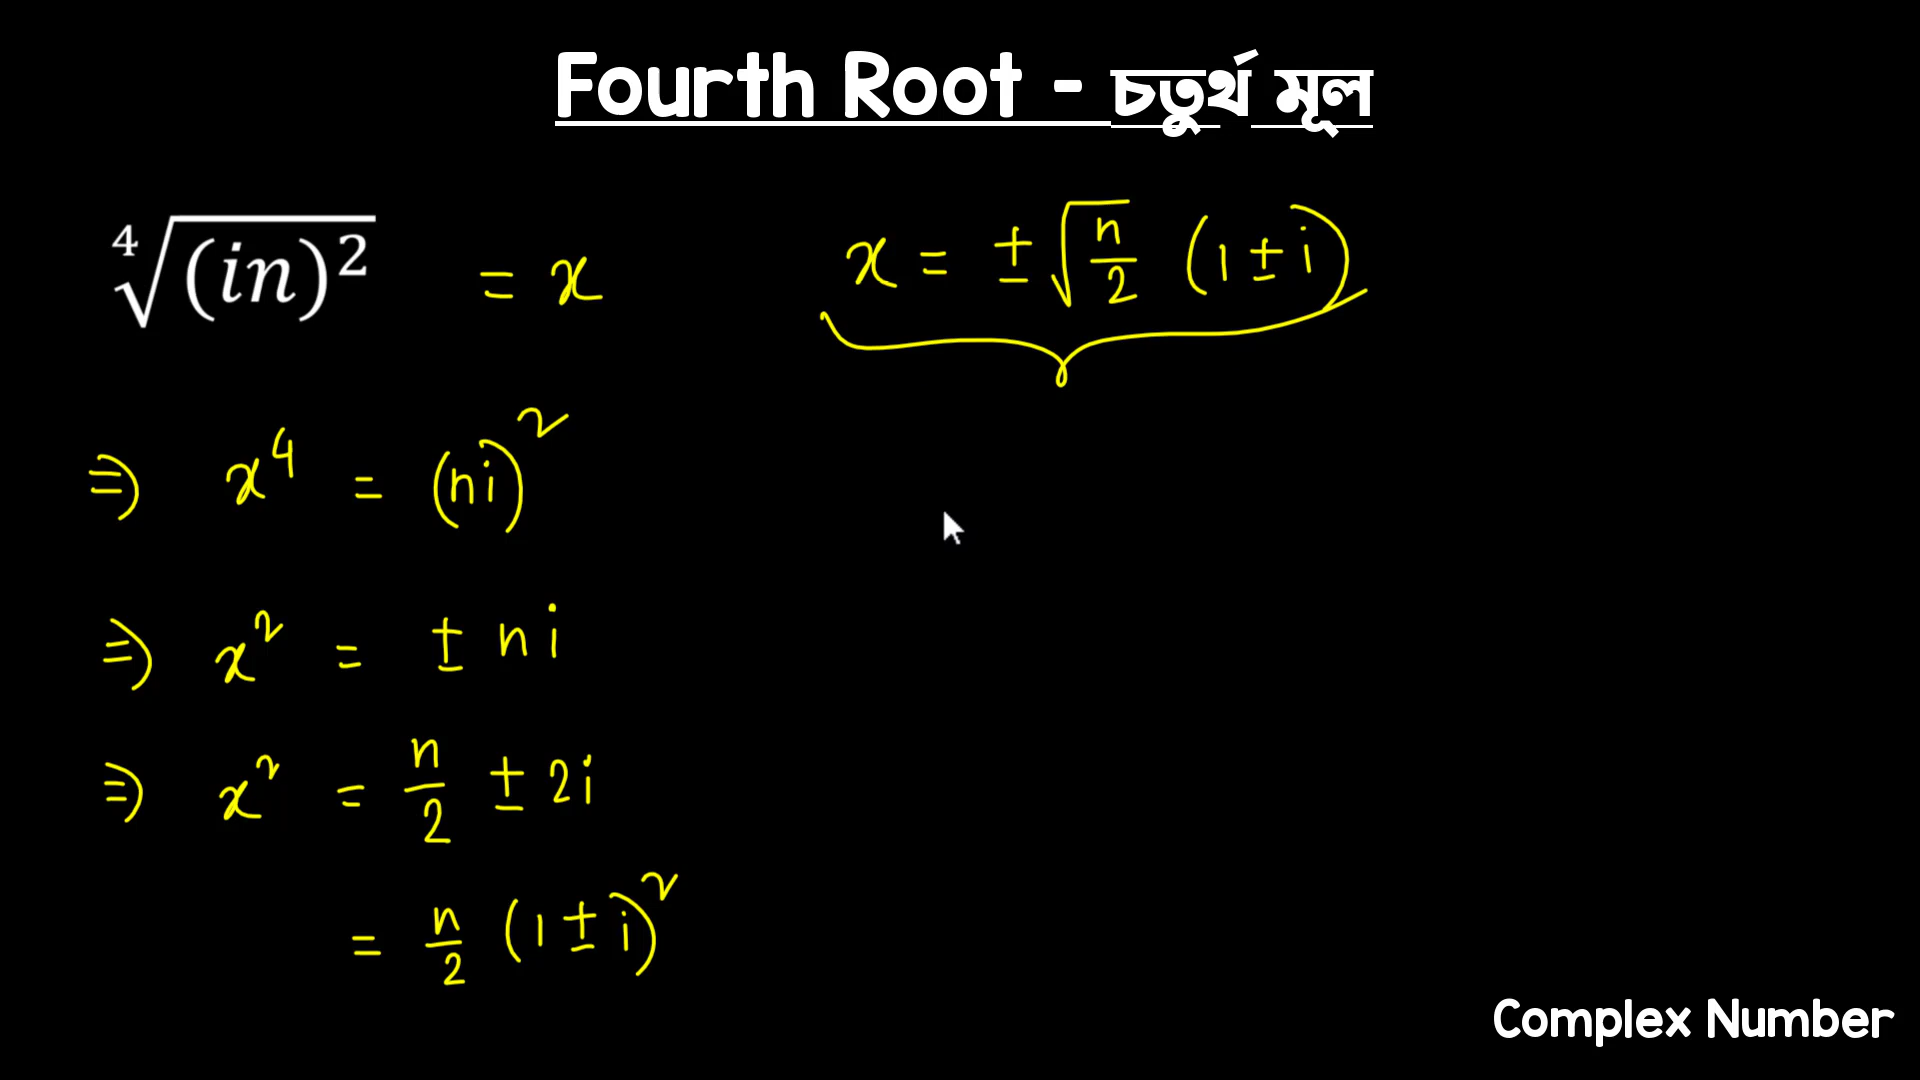 Fourth Root - চতুর্থ মূল
∜(in)² = x
x = ± √(n/2) (1 ± i)
⇒ x⁴ = (ni)²
⇒ x² = ± ni
⇒ x² = n/2 ± 2i
= n/2 (1 ± i)²
Complex Number